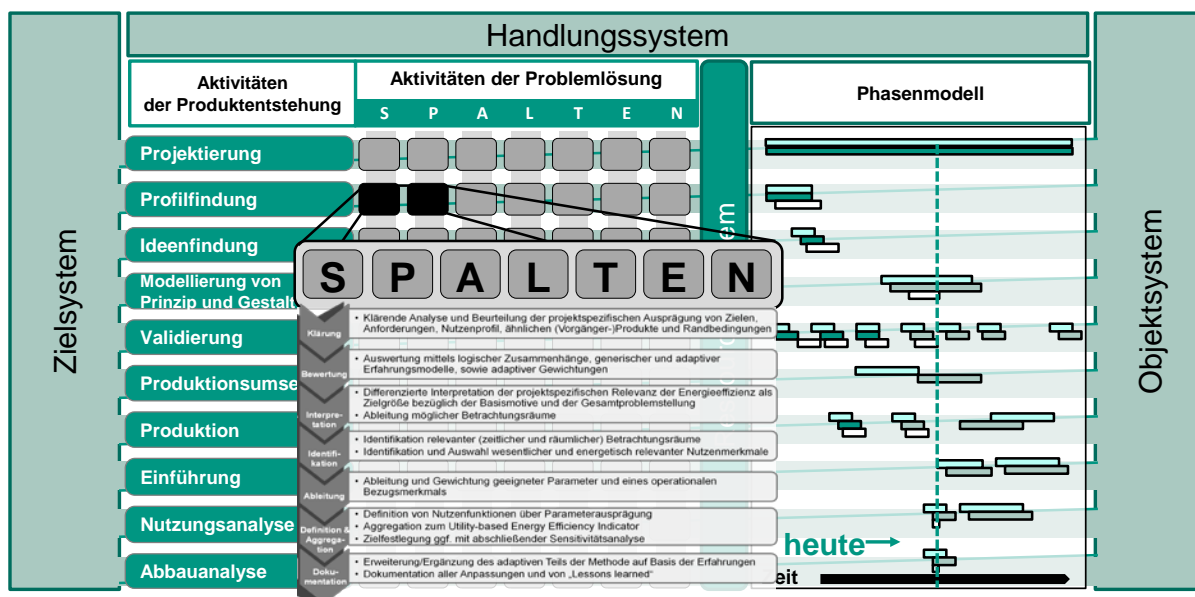 Handlungssystem
Zielsystem
Objektsystem
Aktivitäten
der Produktentstehung
Aktivitäten der Problemlösung
S P A L T E N
Phasenmodell
Projektierung
Profilfindung
Ideenfindung
Modellierung von
Prinzip und Gestalt
Validierung
Produktionsumse
Produktion
Einführung
Nutzungsanalyse
Abbauanalyse
S P A L T E N
Klärung
• Klärende Analyse und Beurteilung der projektspezifischen Ausprägung von Zielen,
Anforderungen, Nutzenprofil, ähnlichen (Vorgänger-)Produkte und Randbedingungen
Bewertung
• Auswertung mittels logischer Zusammenhänge, generischer und adaptiver
Erfahrungsmodelle, sowie adaptiver Gewichtungen
Interpre-
tation
• Differenzierte Interpretation der projektspezifischen Relevanz der Energieeffizienz als
Zielgröße bezüglich der Basismotive und der Gesamtproblemstellung
• Ableitung möglicher Betrachtungsräume
Identifi-
kation
• Identifikation relevanter (zeitlicher und räumlicher) Betrachtungsräume
• Identifikation und Auswahl wesentlicher und energetisch relevanter Nutzenmerkmale
Ableitung
• Ableitung und Gewichtung geeigneter Parameter und eines operationalen
Bezugsmerkmals
Definition &
Aggrega-
tion
• Definition von Nutzenfunktionen über Parameterausprägung
• Aggregation zum Utility-based Energy Efficiency Indicator
• Zielfestlegung ggf. mit abschließender Sensitivitätsanalyse
Doku-
mentation
• Erweiterung/Ergänzung des adaptiven Teils der Methode auf Basis der Erfahrungen
• Dokumentation aller Anpassungen und von „Lessons learned“
em
heute
Zeit